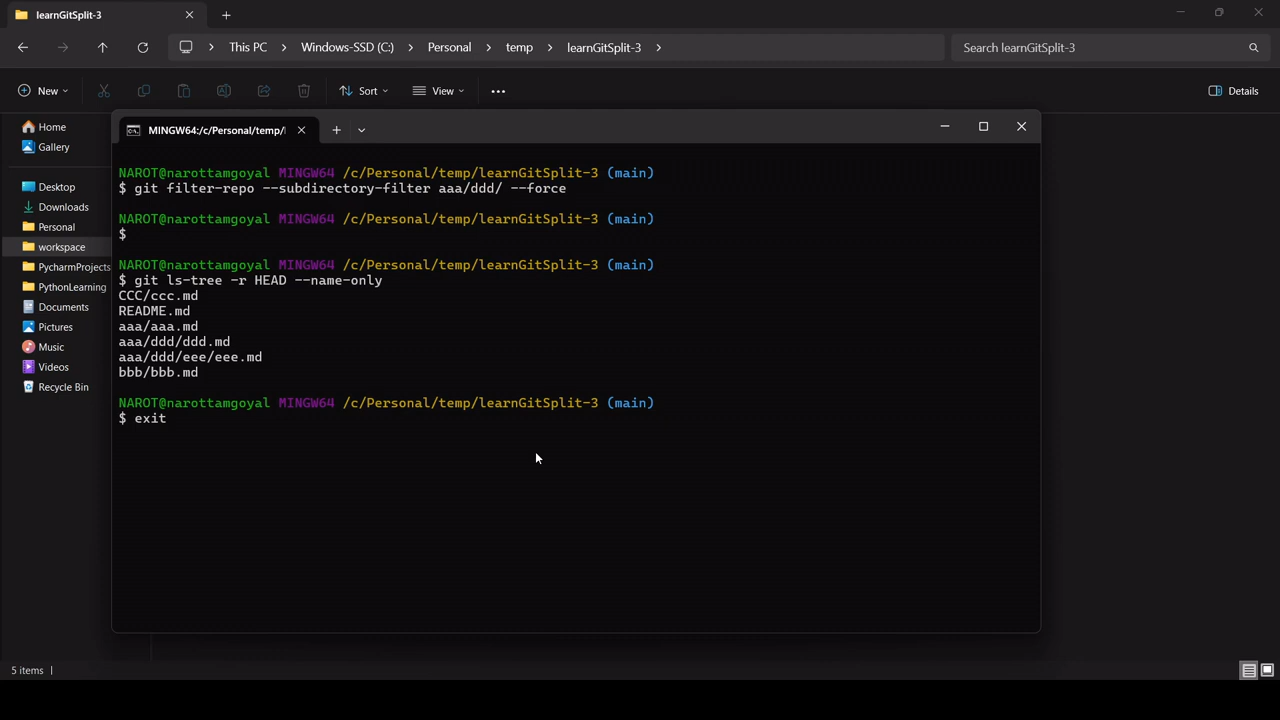 learnGitSplit-3
This PC > Windows-SSD (C:) > Personal > temp > learnGitSplit-3 >
Search learnGitSplit-3
New
Sort
View
Details
Home
Gallery
Desktop
Downloads
Personal
workspace
PycharmProjects
PythonLearning
Documents
Pictures
Music
Videos
Recycle Bin
MINGW64:/c/Personal/temp/l
NAROT@narottamgoyal MINGW64 /c/Personal/temp/learnGitSplit-3 (main)
$ git filter-repo --subdirectory-filter aaa/ddd/ --force
NAROT@narottamgoyal MINGW64 /c/Personal/temp/learnGitSplit-3 (main)
$
NAROT@narottamgoyal MINGW64 /c/Personal/temp/learnGitSplit-3 (main)
$ git ls-tree -r HEAD --name-only
CCC/ccc.md
README.md
aaa/aaa.md
aaa/ddd/ddd.md
aaa/ddd/eee/eee.md
bbb/bbb.md
NAROT@narottamgoyal MINGW64 /c/Personal/temp/learnGitSplit-3 (main)
$ exit
5 items